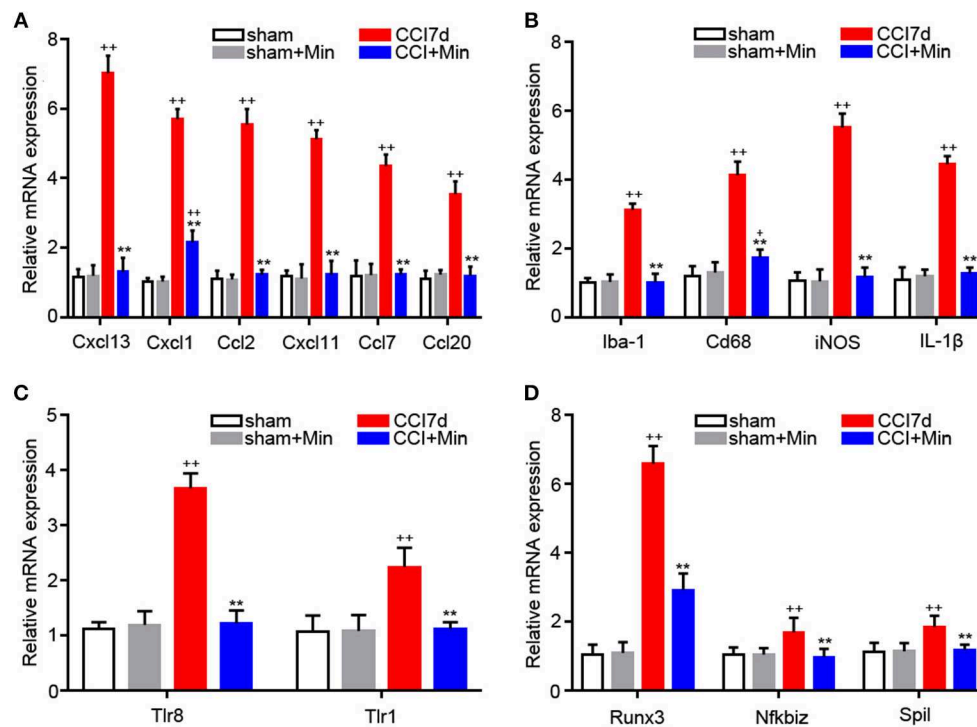 A
sham
CCI7d
sham+Min
CCI+Min
Relative mRNA expression
8
6
4
2
0
++
++
++
++
++
++
++
**
**
**
**
**
**
Cxcl13 Cxcl1 Ccl2 Cxcl11 Ccl7 Ccl20
B
sham
CCI7d
sham+Min
CCI+Min
Relative mRNA expression
8
6
4
2
0
++
++
++
++
+
**
**
**
**
Iba-1 Cd68 iNOS IL-1β
C
sham
CCI7d
sham+Min
CCI+Min
Relative mRNA expression
5
4
3
2
1
0
++
++
**
**
Tlr8 Tlr1
D
sham
CCI7d
sham+Min
CCI+Min
Relative mRNA expression
8
6
4
2
0
++
++
++
**
**
**
Runx3 Nfkbiz Spil